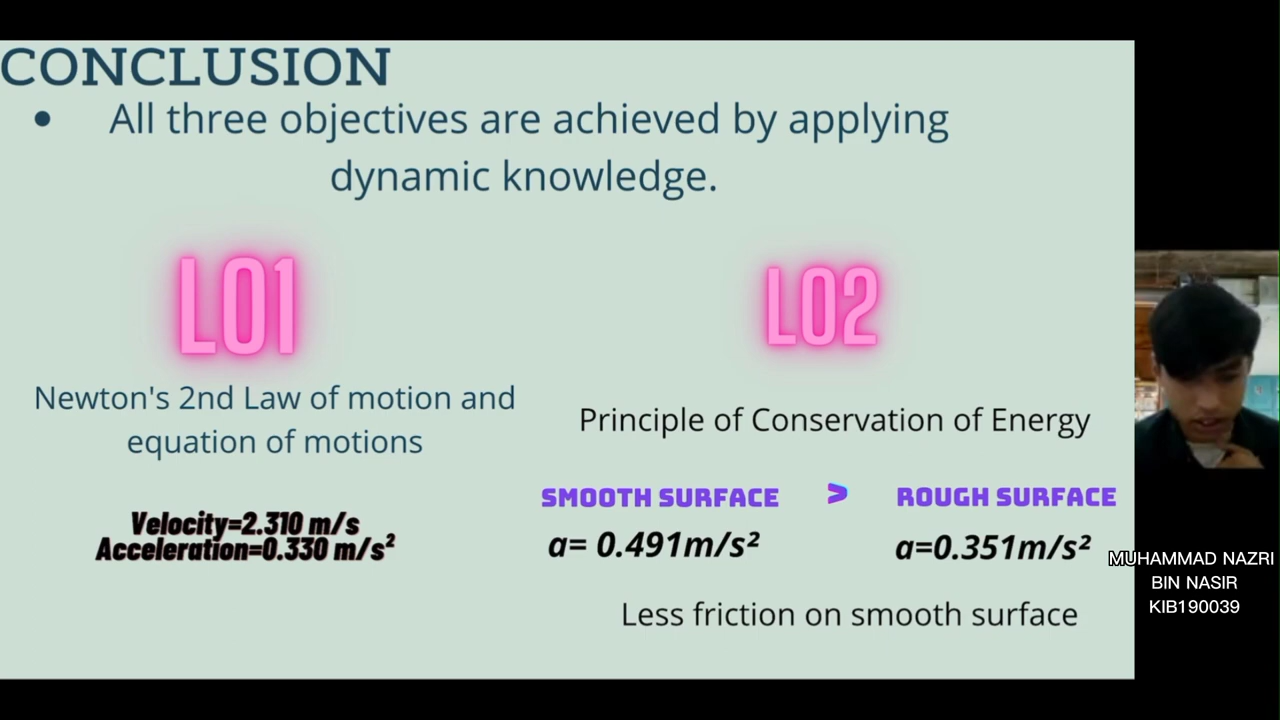 CONCLUSION
• All three objectives are achieved by applying
dynamic knowledge.
LO1
LO2
Newton's 2nd Law of motion and
equation of motions
Principle of Conservation of Energy
SMOOTH SURFACE > ROUGH SURFACE
Velocity=2.310 m/s
Acceleration=0.330 m/s²
a= 0.491m/s²
a=0.351m/s²
Less friction on smooth surface
MUHAMMAD NAZRI
BIN NASIR
KIB190039